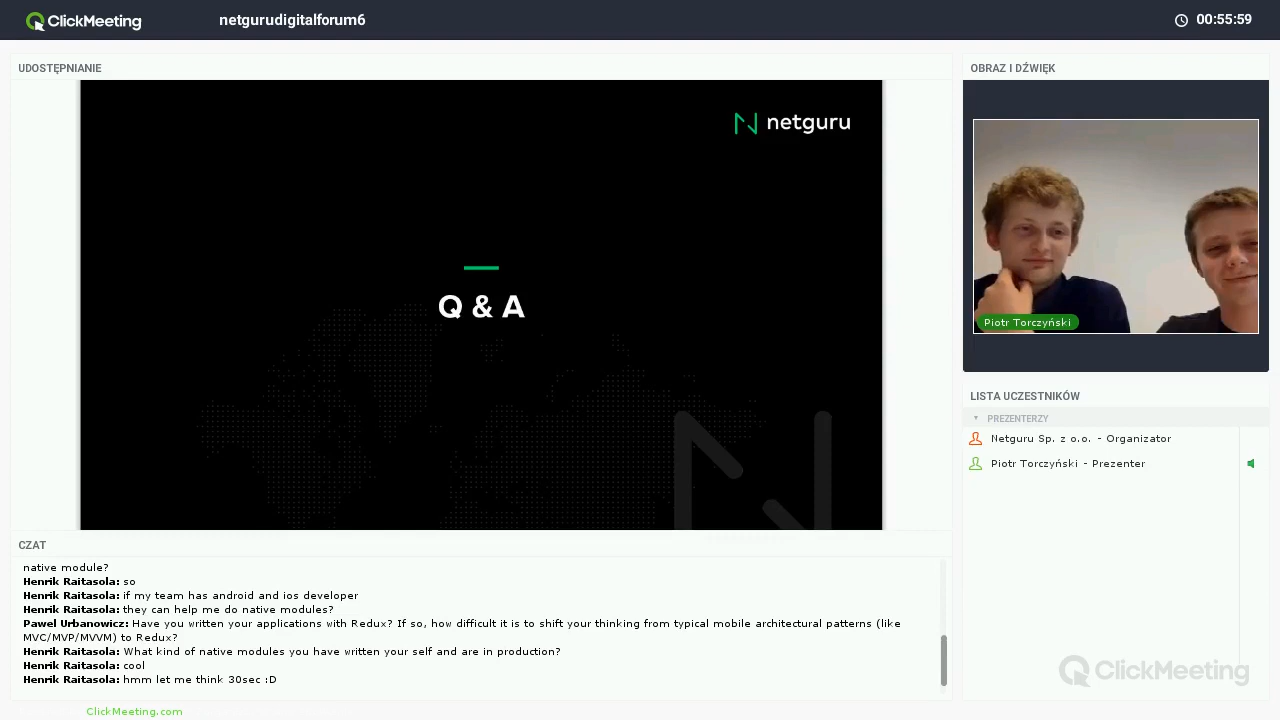 ClickMeeting
netgurudigitalforum6
00:55:59
UDOSTĘPNIANIE
OBRAZ I DŹWIĘK
netguru
Q & A
Piotr Torczyński
LISTA UCZESTNIKÓW
PREZENTERZY
Netguru Sp. z o.o. - Organizator
Piotr Torczyński - Prezenter
CZAT
native module?
Henrik Raitasola: so
Henrik Raitasola: if my team has android and ios developer
Henrik Raitasola: they can help me do native modules?
Pawel Urbanowicz: Have you written your applications with Redux? If so, how difficult it is to shift your thinking from typical mobile architectural patterns (like
MVC/MVP/MVVM) to Redux?
Henrik Raitasola: What kind of native modules you have written your self and are in production?
Henrik Raitasola: cool
Henrik Raitasola: hmm let me think 30sec :D
ClickMeeting
ClickMeeting.com